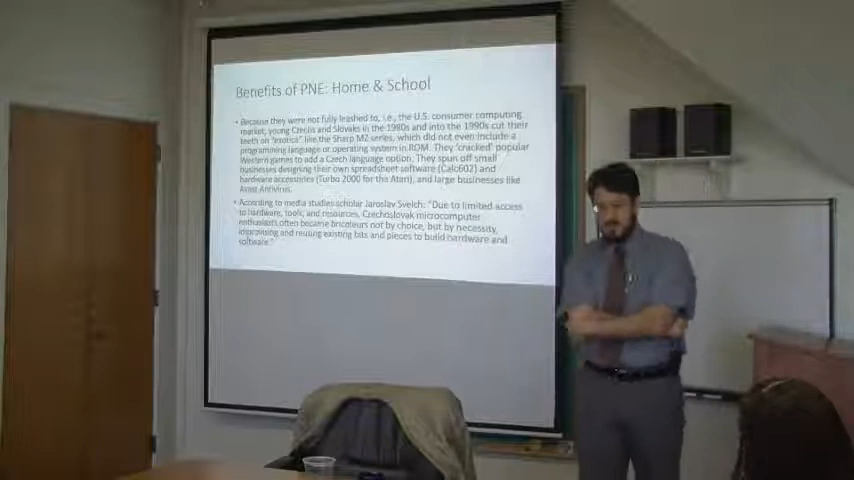 Benefits of PNE: Home & School
• Because they were not fully leashed to, i.e., the U.S. consumer computing
market, young Czechs and Slovaks in the 1980s and into the 1990s cut their
teeth on "exotica" like the Sharp MZ series, which did not even include a
programming language or operating system in ROM. They 'cracked' popular
Western games to add a Czech language option. They spun off small
businesses designing their own spreadsheet software (Calc602) and
hardware accessories (Turbo 2000 for the Atari), and large businesses like
Avast Antivirus.
• According to media studies scholar Jaroslav Svelch: "Due to limited access
to hardware, tools, and resources, Czechoslovak microcomputer
enthusiasts often became bricoleurs not by choice, but by necessity,
improvising and reusing existing bits and pieces to build hardware and
software."